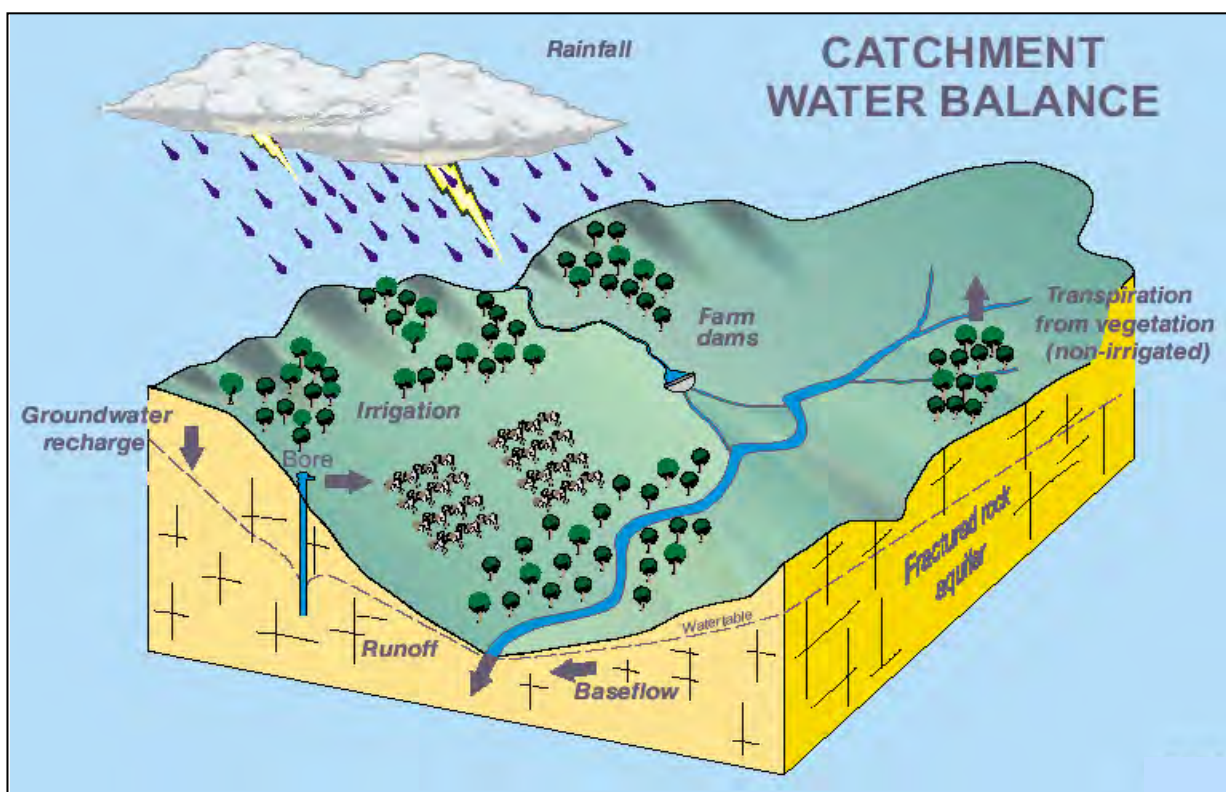 Rainfall
CATCHMENT
WATER BALANCE
Farm
dams
Transpiration
from vegetation
(non-irrigated)
Irrigation
Groundwater
recharge
Bore
Fractured rock
aquifer
Watertable
Runoff
Baseflow